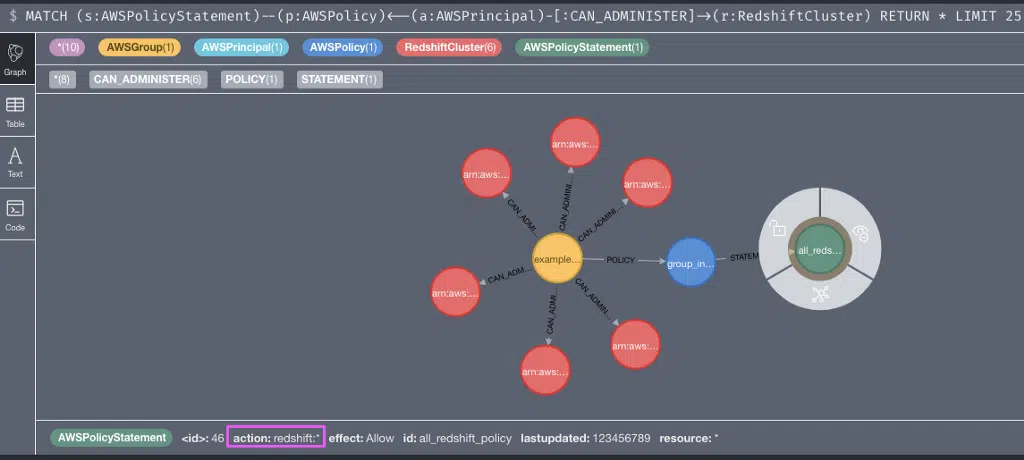 $ MATCH (s:AWSPolicyStatement)--(p:AWSPolicy)<--(a:AWSPrincipal)-[:CAN_ADMINISTER]->(r:RedshiftCluster) RETURN * LIMIT 25
*(10) AWSGroup(1) AWSPrincipal(1) AWSPolicy(1) RedshiftCluster(6) AWSPolicyStatement(1)
*(8) CAN_ADMINISTER(6) POLICY(1) STATEMENT(1)
Graph
Table
Text
Code
arn:aws:...
arn:aws:...
arn:aws:...
CAN_ADMI...
CAN_ADMINI...
CAN_ADMINI...
example...
POLICY
group_in...
STATEM
all_reds...
CAN_ADM...
arn:aws:...
CAN_ADMI...
CAN_ADMIN...
arn:aws:...
arn:aws:...
AWSPolicyStatement <id>: 46 action: redshift:* effect: Allow id: all_redshift_policy lastupdated: 123456789 resource: *